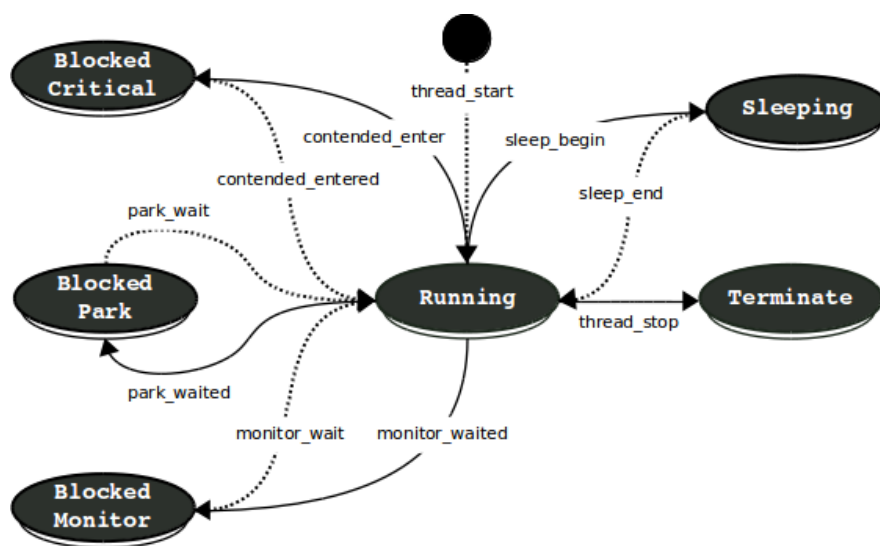 Blocked
Critical
thread_start
Sleeping
contended_enter
sleep_begin
contended_entered
sleep_end
park_wait
Blocked
Park
Running
Terminate
thread_stop
park_waited
monitor_wait
monitor_waited
Blocked
Monitor